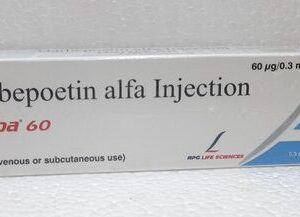 60 µg/0.3 m
bepoetin alfa Injection
60
venous or subcutaneous use)
RPG LIFE SCIENCES